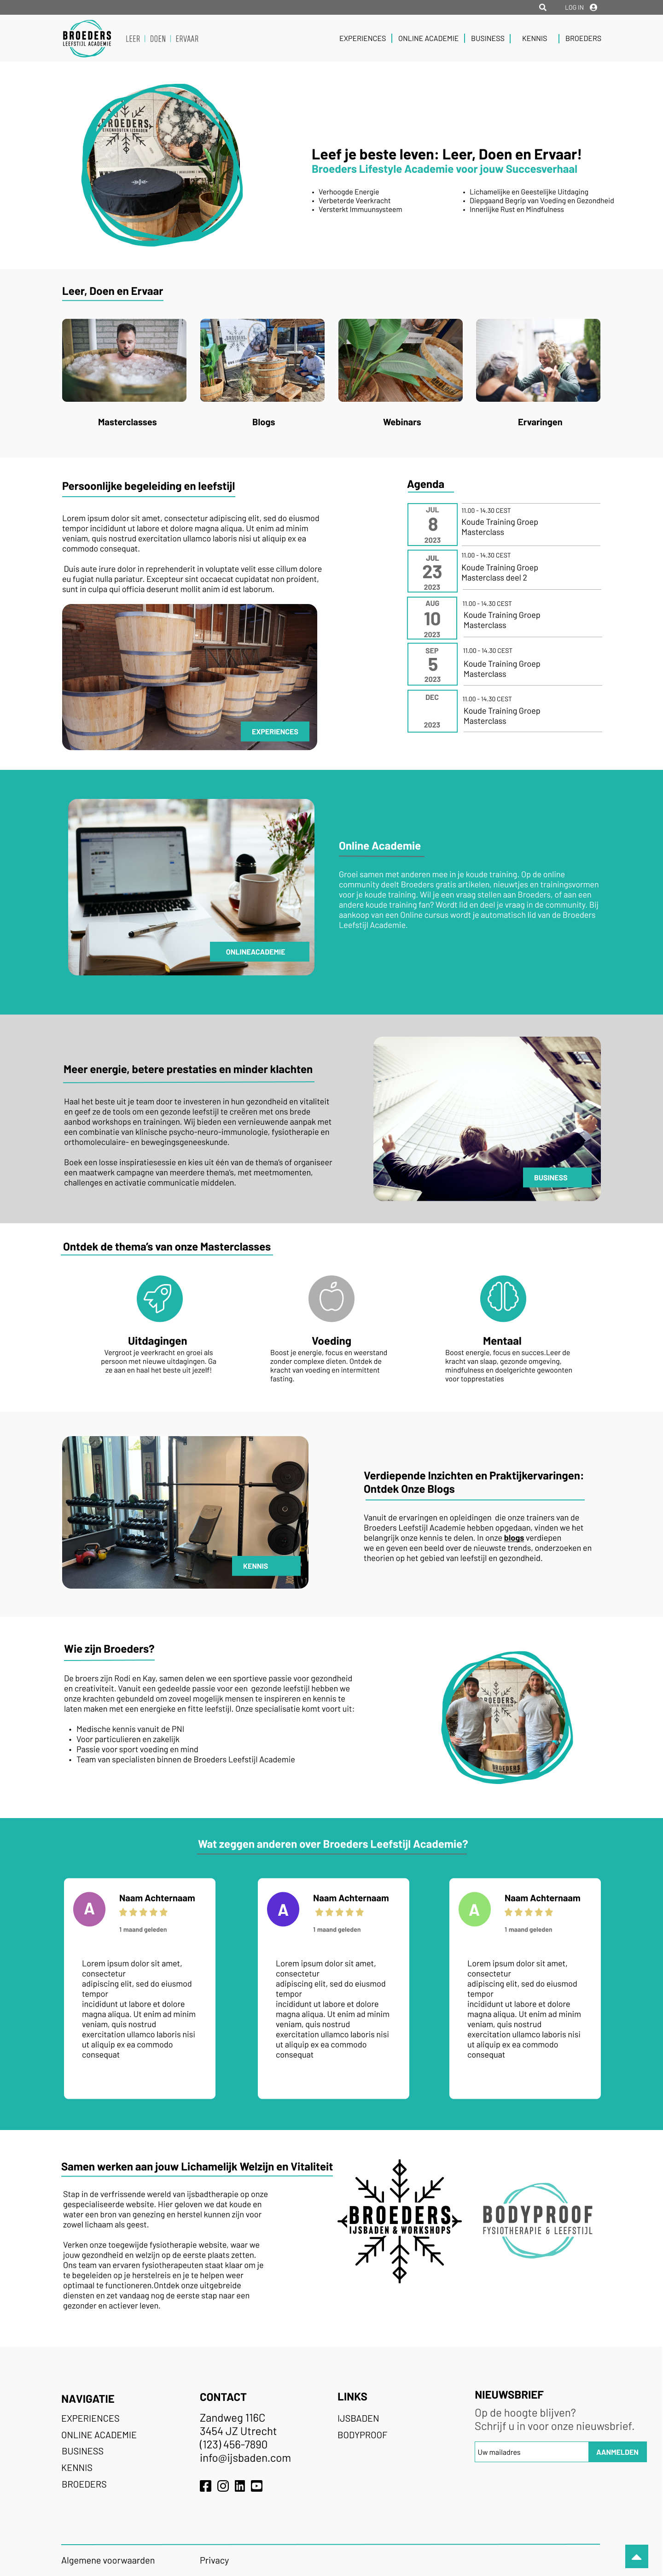 LOG IN
BROEDERS
LEEFSTIJL ACADEMIE
LEER | DOEN | ERVAAR
EXPERIENCES | ONLINE ACADEMIE | BUSINESS | KENNIS | BROEDERS
BROEDERS
Leef je beste leven: Leer, Doen en Ervaar!
Broeders Lifestyle Academie voor jouw Succesverhaal
• Verhoogde Energie
• Verbeterde Veerkracht
• Versterkt Immuunsysteem
• Lichamelijke en Geestelijke Uitdaging
• Diepgaand Begrip van Voeding en Gezondheid
• Innerlijke Rust en Mindfulness
Leer, Doen en Ervaar
Masterclasses
Blogs
Webinars
Ervaringen
Persoonlijke begeleiding en leefstijl
Lorem ipsum dolor sit amet, consectetur adipiscing elit, sed do eiusmod
tempor incididunt ut labore et dolore magna aliqua. Ut enim ad minim
veniam, quis nostrud exercitation ullamco laboris nisi ut aliquip ex ea
commodo consequat.
Duis aute irure dolor in reprehenderit in voluptate velit esse cillum dolore
eu fugiat nulla pariatur. Excepteur sint occaecat cupidatat non proident,
sunt in culpa qui officia deserunt mollit anim id est laborum.
EXPERIENCES
Agenda
JUL
8
2023
11.00 - 14.30 CEST
Koude Training Groep
Masterclass
JUL
23
2023
11.00 - 14.30 CEST
Koude Training Groep
Masterclass deel 2
AUG
10
2023
11.00 - 14.30 CEST
Koude Training Groep
Masterclass
SEP
5
2023
11.00 - 14.30 CEST
Koude Training Groep
Masterclass
DEC
2023
11.00 - 14.30 CEST
Koude Training Groep
Masterclass
ONLINEACADEMIE
Online Academie
Groei samen met anderen mee in je koude training. Op de online
community deelt Broeders gratis artikelen, nieuwtjes en trainingsvormen
voor je koude training. Wil je een vraag stellen aan Broeders, of aan een
andere koude training fan? Wordt lid en deel je vraag in de community. Bij
aankoop van een Online cursus wordt je automatisch lid van de Broeders
Leefstijl Academie.
Meer energie, betere prestaties en minder klachten
Haal het beste uit je team door te investeren in hun gezondheid en vitaliteit
en geef ze de tools om een gezonde leefstijl te creëren met ons brede
aanbod workshops en trainingen. Wij bieden een vernieuwende aanpak met
een combinatie van klinische psycho-neuro-immunologie, fysiotherapie en
orthomoleculaire- en bewegingsgeneeskunde.
Boek een losse inspiratiesessie en kies uit één van de thema's of organiseer
een maatwerk campagne van meerdere thema's, met meetmomenten,
challenges en activatie communicatie middelen.
BUSINESS
Ontdek de thema's van onze Masterclasses
Uitdagingen
Vergroot je veerkracht en groei als
persoon met nieuwe uitdagingen. Ga
ze aan en haal het beste uit jezelf!
Voeding
Boost je energie, focus en weerstand
zonder complexe dieten. Ontdek de
kracht van voeding en intermittent
fasting.
Mentaal
Boost energie, focus en succes.Leer de
kracht van slaap, gezonde omgeving,
mindfulness en doelgerichte gewoonten
voor topprestaties
KENNIS
Verdiepende Inzichten en Praktijkervaringen:
Ontdek Onze Blogs
Vanuit de ervaringen en opleidingen die onze trainers van de
Broeders Leefstijl Academie hebben opgedaan, vinden we het
belangrijk onze kennis te delen. In onze blogs verdiepen
we en geven een beeld over de nieuwste trends, onderzoeken en
theorien op het gebied van leefstijl en gezondheid.
Wie zijn Broeders?
De broers zijn Rodi en Kay, samen delen we een sportieve passie voor gezondheid
en creativiteit. Vanuit een gedeelde passie voor een gezonde leefstijl hebben we
onze krachten gebundeld om zoveel mogelijk mensen te inspireren en kennis te
laten maken met een energieke en fitte leefstijl. Onze specialisatie komt voort uit:
• Medische kennis vanuit de PNI
• Voor particulieren en zakelijk
• Passie voor sport voeding en mind
• Team van specialisten binnen de Broeders Leefstijl Academie
BROEDERS
Wat zeggen anderen over Broeders Leefstijl Academie?
A
Naam Achternaam
1 maand geleden
Lorem ipsum dolor sit amet,
consectetur
adipiscing elit, sed do eiusmod
tempor
incididunt ut labore et dolore
magna aliqua. Ut enim ad minim
veniam, quis nostrud
exercitation ullamco laboris nisi
ut aliquip ex ea commodo
consequat
A
Naam Achternaam
1 maand geleden
Lorem ipsum dolor sit amet,
consectetur
adipiscing elit, sed do eiusmod
tempor
incididunt ut labore et dolore
magna aliqua. Ut enim ad minim
veniam, quis nostrud
exercitation ullamco laboris nisi
ut aliquip ex ea commodo
consequat
A
Naam Achternaam
1 maand geleden
Lorem ipsum dolor sit amet,
consectetur
adipiscing elit, sed do eiusmod
tempor
incididunt ut labore et dolore
magna aliqua. Ut enim ad minim
veniam, quis nostrud
exercitation ullamco laboris nisi
ut aliquip ex ea commodo
consequat
Samen werken aan jouw Lichamelijk Welzijn en Vitaliteit
Stap in de verfrissende wereld van ijsbadtherapie op onze
gespecialiseerde website. Hier geloven we dat koude en
water een bron van genezing en herstel kunnen zijn voor
zowel lichaam als geest.
Verken onze toegewijde fysiotherapie website, waar we
jouw gezondheid en welzijn op de eerste plaats zetten.
Ons team van ervaren fysiotherapeuten staat klaar om je
te begeleiden op je herstelreis en je te helpen weer
optimaal te functioneren.Ontdek onze uitgebreide
diensten en zet vandaag nog de eerste stap naar een
gezonder en actiever leven.
BROEDERS
IJSBADEN & WORKSHOPS
BODYPROOF
FYSIOTHERAPIE & LEEFSTIJL
NAVIGATIE
EXPERIENCES
ONLINE ACADEMIE
BUSINESS
KENNIS
BROEDERS
CONTACT
Zandweg 116C
3454 JZ Utrecht
(123) 456-7890
info@ijsbaden.com
LINKS
IJSBADEN
BODYPROOF
NIEUWSBRIEF
Op de hoogte blijven?
Schrijf u in voor onze nieuwsbrief.
Uw mailadres
AANMELDEN
Algemene voorwaarden
Privacy